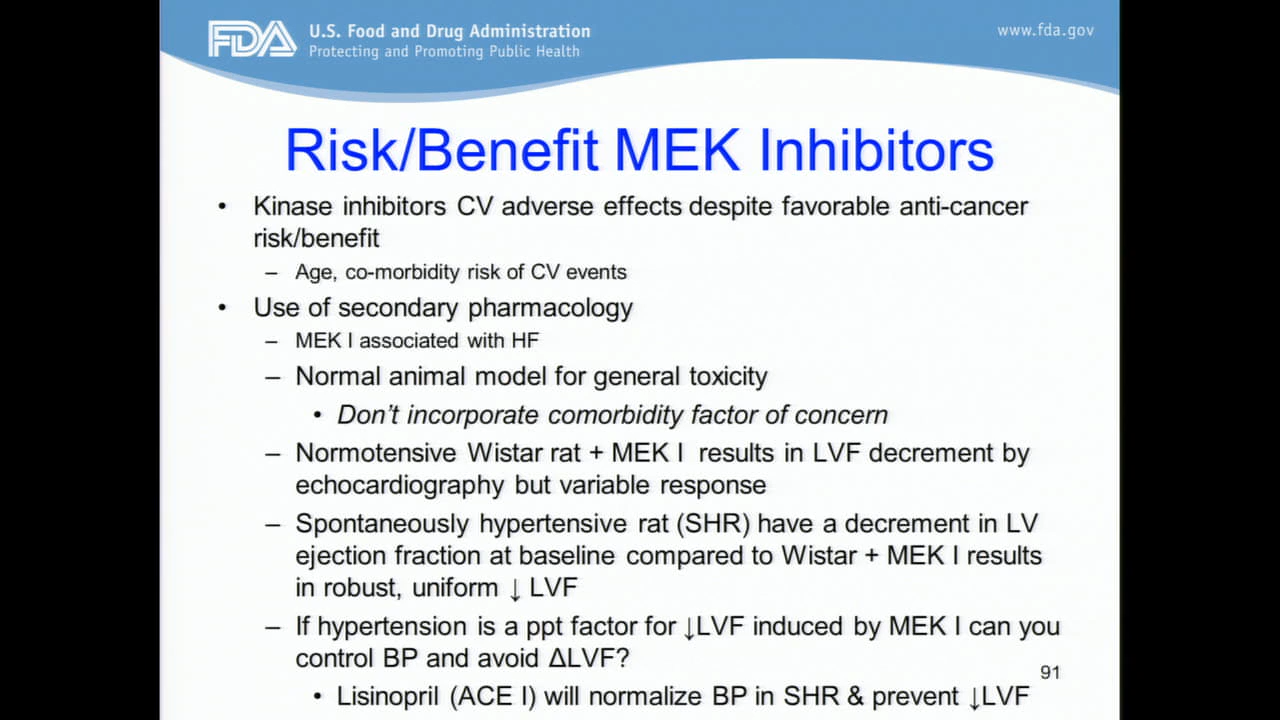 FDA U.S. Food and Drug Administration
Protecting and Promoting Public Health
www.fda.gov
Risk/Benefit MEK Inhibitors
• Kinase inhibitors CV adverse effects despite favorable anti-cancer
risk/benefit
– Age, co-morbidity risk of CV events
• Use of secondary pharmacology
– MEK I associated with HF
– Normal animal model for general toxicity
• Don't incorporate comorbidity factor of concern
– Normotensive Wistar rat + MEK I results in LVF decrement by
echocardiography but variable response
– Spontaneously hypertensive rat (SHR) have a decrement in LV
ejection fraction at baseline compared to Wistar + MEK I results
in robust, uniform ↓ LVF
– If hypertension is a ppt factor for ↓LVF induced by MEK I can you
control BP and avoid ΔLVF?
91
• Lisinopril (ACE I) will normalize BP in SHR & prevent ↓LVF